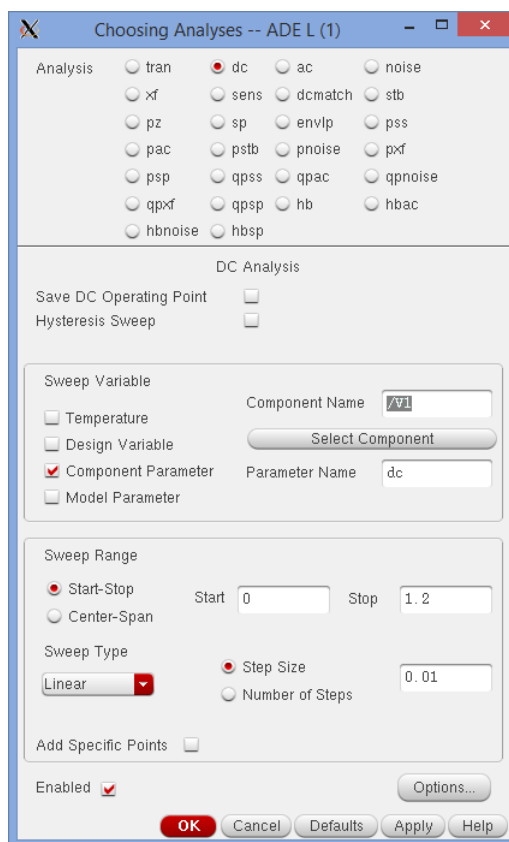 Choosing Analyses -- ADE L (1)
Analysis tran dc ac noise
xf sens dcmatch stb
pz sp envlp pss
pac pstb pnoise pxf
psp qpss qpac qpnoise
qpxf qpsp hb hbac
hbnoise hbsp
DC Analysis
Save DC Operating Point
Hysteresis Sweep
Sweep Variable
Component Name /V1
Temperature
Design Variable Select Component
Component Parameter Parameter Name dc
Model Parameter
Sweep Range
Start-Stop Start 0 Stop 1.2
Center-Span
Sweep Type
Step Size 0.01
Linear
Number of Steps
Add Specific Points
Enabled Options...
OK Cancel Defaults Apply Help